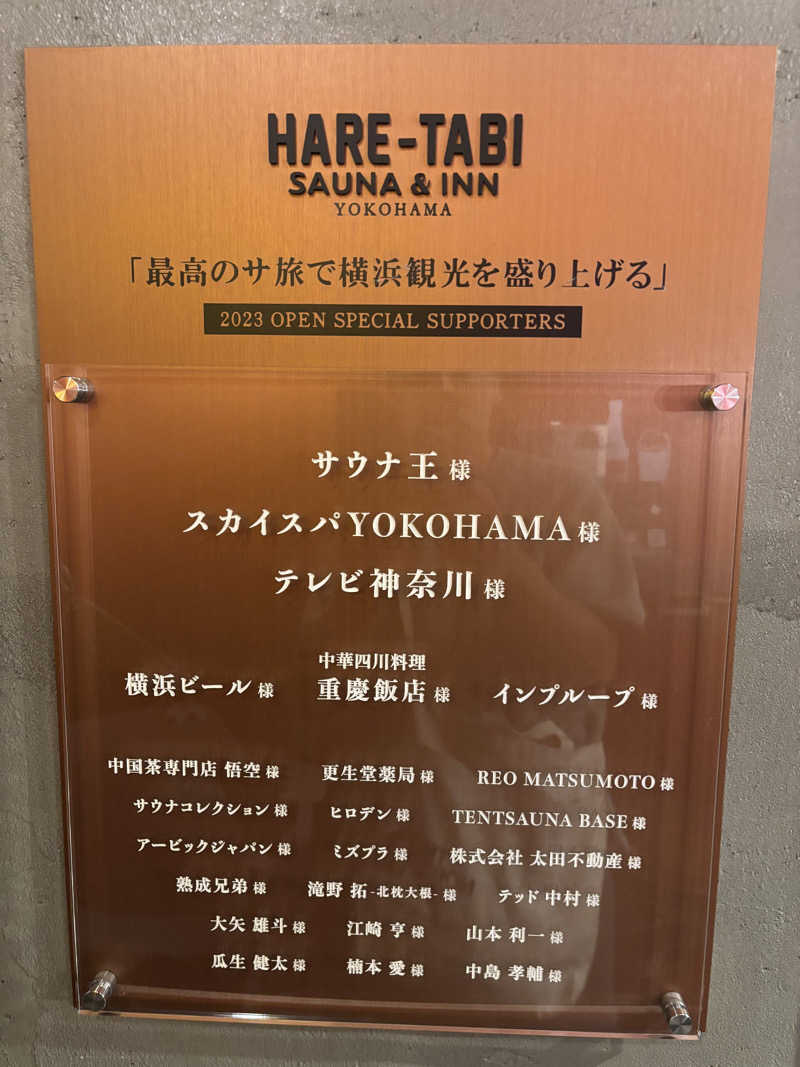 HARE-TABI
SAUNA & INN
YOKOHAMA
「最高のサ旅で横浜観光を盛り上げる」
2023 OPEN SPECIAL SUPPORTERS
サウナ王 様
スカイスパYOKOHAMA 様
テレビ神奈川 様
横浜ビール 様 中華四川料理 重慶飯店 様 インプループ 様
中国茶専門店 悟空 様 更生堂薬局 様 REO MATSUMOTO 様
サウナコレクション 様 ヒロデン 様 TENTSAUNA BASE 様
アービックジャパン 様 ミズプラ 様 株式会社 太田不動産 様
熟成兄弟 様 滝野 拓 -北枕大根- 様 テッド 中村 様
大矢 雄斗 様 江崎 亨 様 山本 利一 様
瓜生 健太 様 楠本 愛 様 中島 孝輔 様